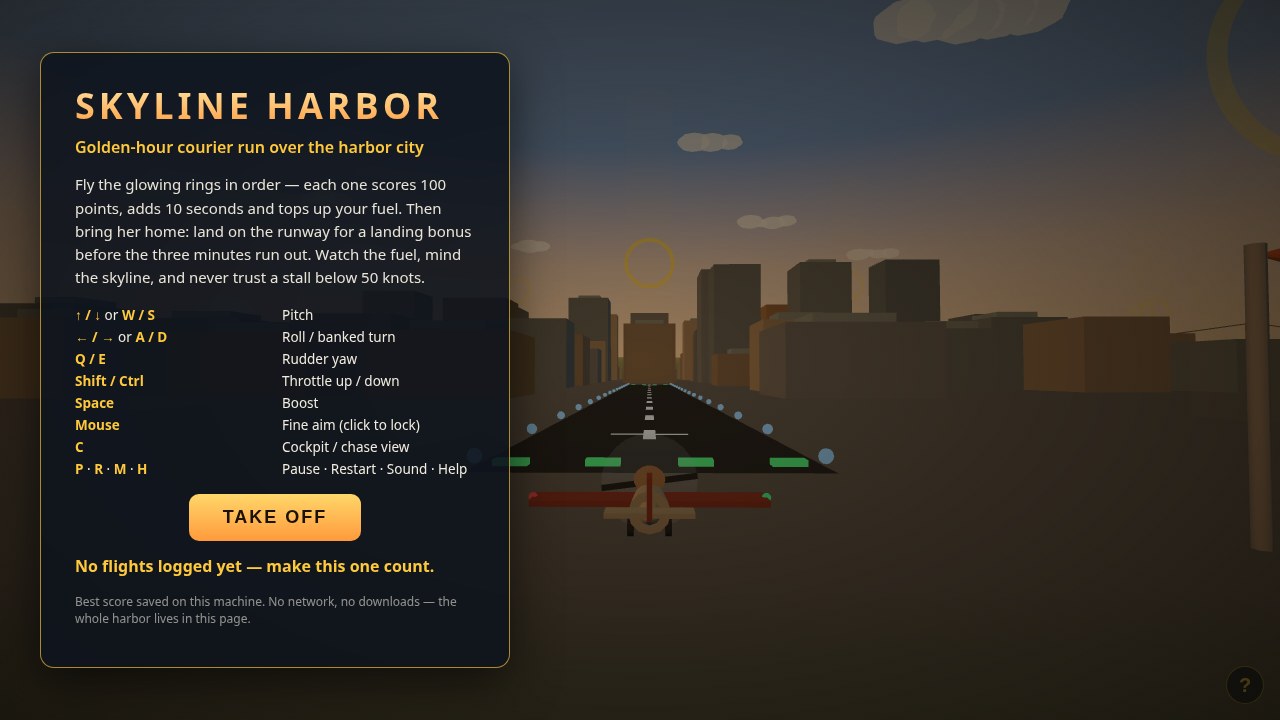 SKYLINE HARBOR
Golden-hour courier run over the harbor city
Fly the glowing rings in order — each one scores 100
points, adds 10 seconds and tops up your fuel. Then
bring her home: land on the runway for a landing bonus
before the three minutes run out. Watch the fuel, mind
the skyline, and never trust a stall below 50 knots.
↑ / ↓ or W / S Pitch
← / → or A / D Roll / banked turn
Q / E Rudder yaw
Shift / Ctrl Throttle up / down
Space Boost
Mouse Fine aim (click to lock)
C Cockpit / chase view
P · R · M · H Pause · Restart · Sound · Help
TAKE OFF
No flights logged yet — make this one count.
Best score saved on this machine. No network, no downloads — the
whole harbor lives in this page.
?